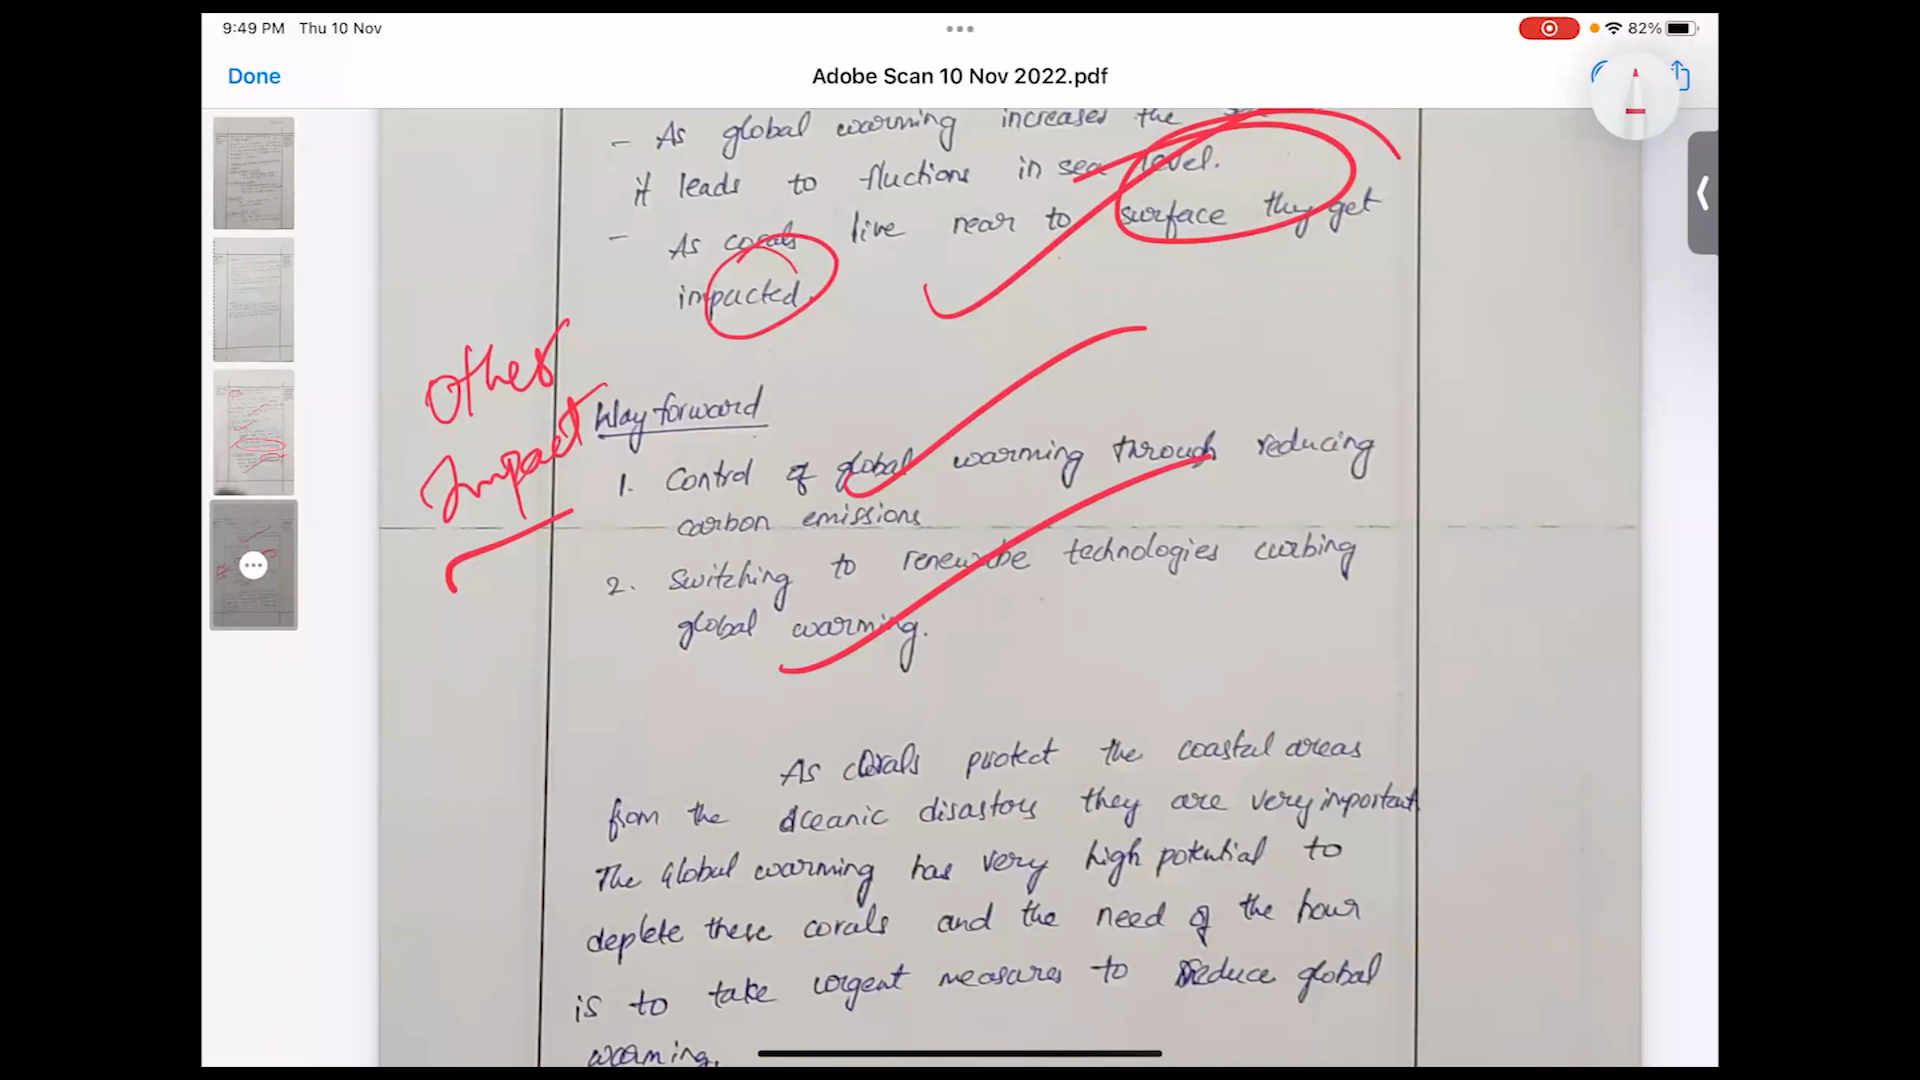 9:49 PM Thu 10 Nov
82%
Done
Adobe Scan 10 Nov 2022.pdf
- As global warming increases the
it leads to fluctions in sea level.
- As corals live near to surface thy get
impacted.
Other
Impact
Way forward
1. Control of global warming through reducing
carbon emissions
2. Switching to renewbe technologies curbing
global warming.
As corals protect the coastal areas
from the oceanic disastors they are very important
The Global warming has very high potential to
deplete these corals and the need of the hour
is to take urgent measures to reduce global
warming.